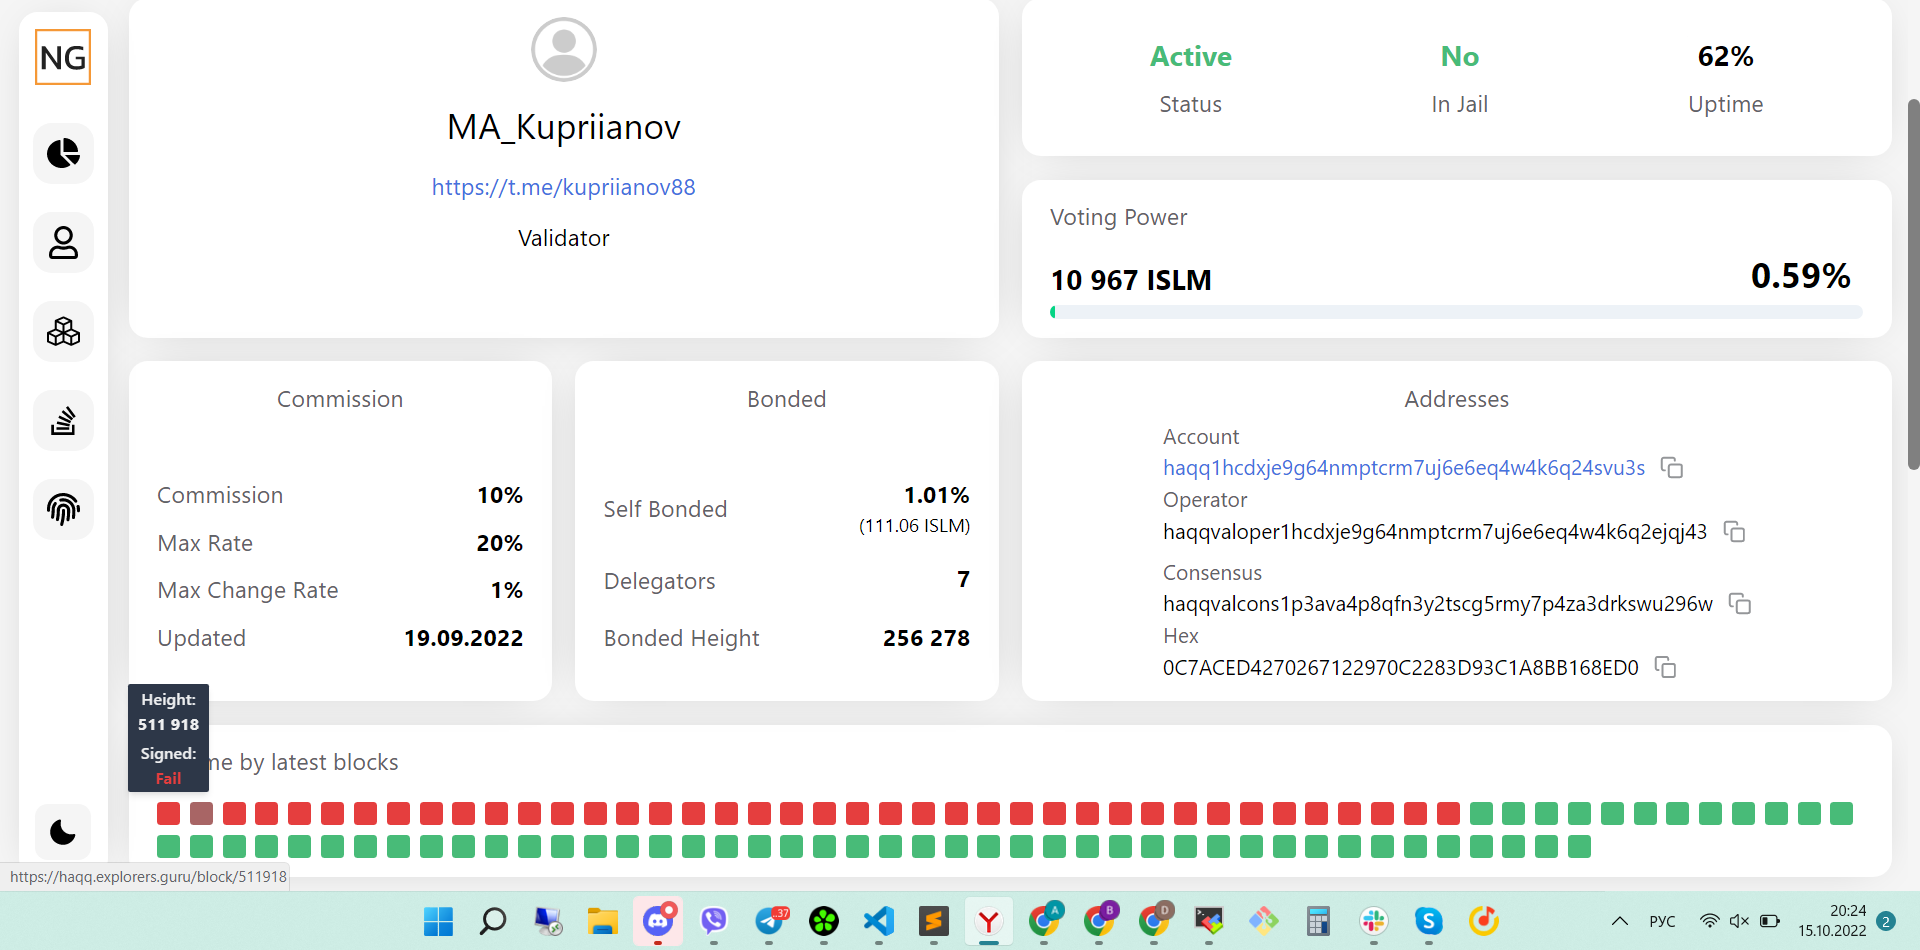 NG
MA_Kupriianov
https://t.me/kupriianov88
Validator
Active
Status
No
In Jail
62%
Uptime
Voting Power
10 967 ISLM
0.59%
Commission
Commission 10%
Max Rate 20%
Max Change Rate 1%
Updated 19.09.2022
Bonded
Self Bonded 1.01%
(111.06 ISLM)
Delegators 7
Bonded Height 256 278
Addresses
Account
haqq1hcdxje9g64nmptcrm7uj6e6eq4w4k6q24svu3s
Operator
haqqvaloper1hcdxje9g64nmptcrm7uj6e6eq4w4k6q2ejqj43
Consensus
haqqvalcons1p3ava4p8qfn3y2tscg5rmy7p4za3drkswu296w
Hex
0C7ACED4270267122970C2283D93C1A8BB168ED0
Height:
511 918
Signed:
Fail
me by latest blocks
https://haqq.explorers.guru/block/511918
..37
A
B
D
РУС
20:24
15.10.2022
2